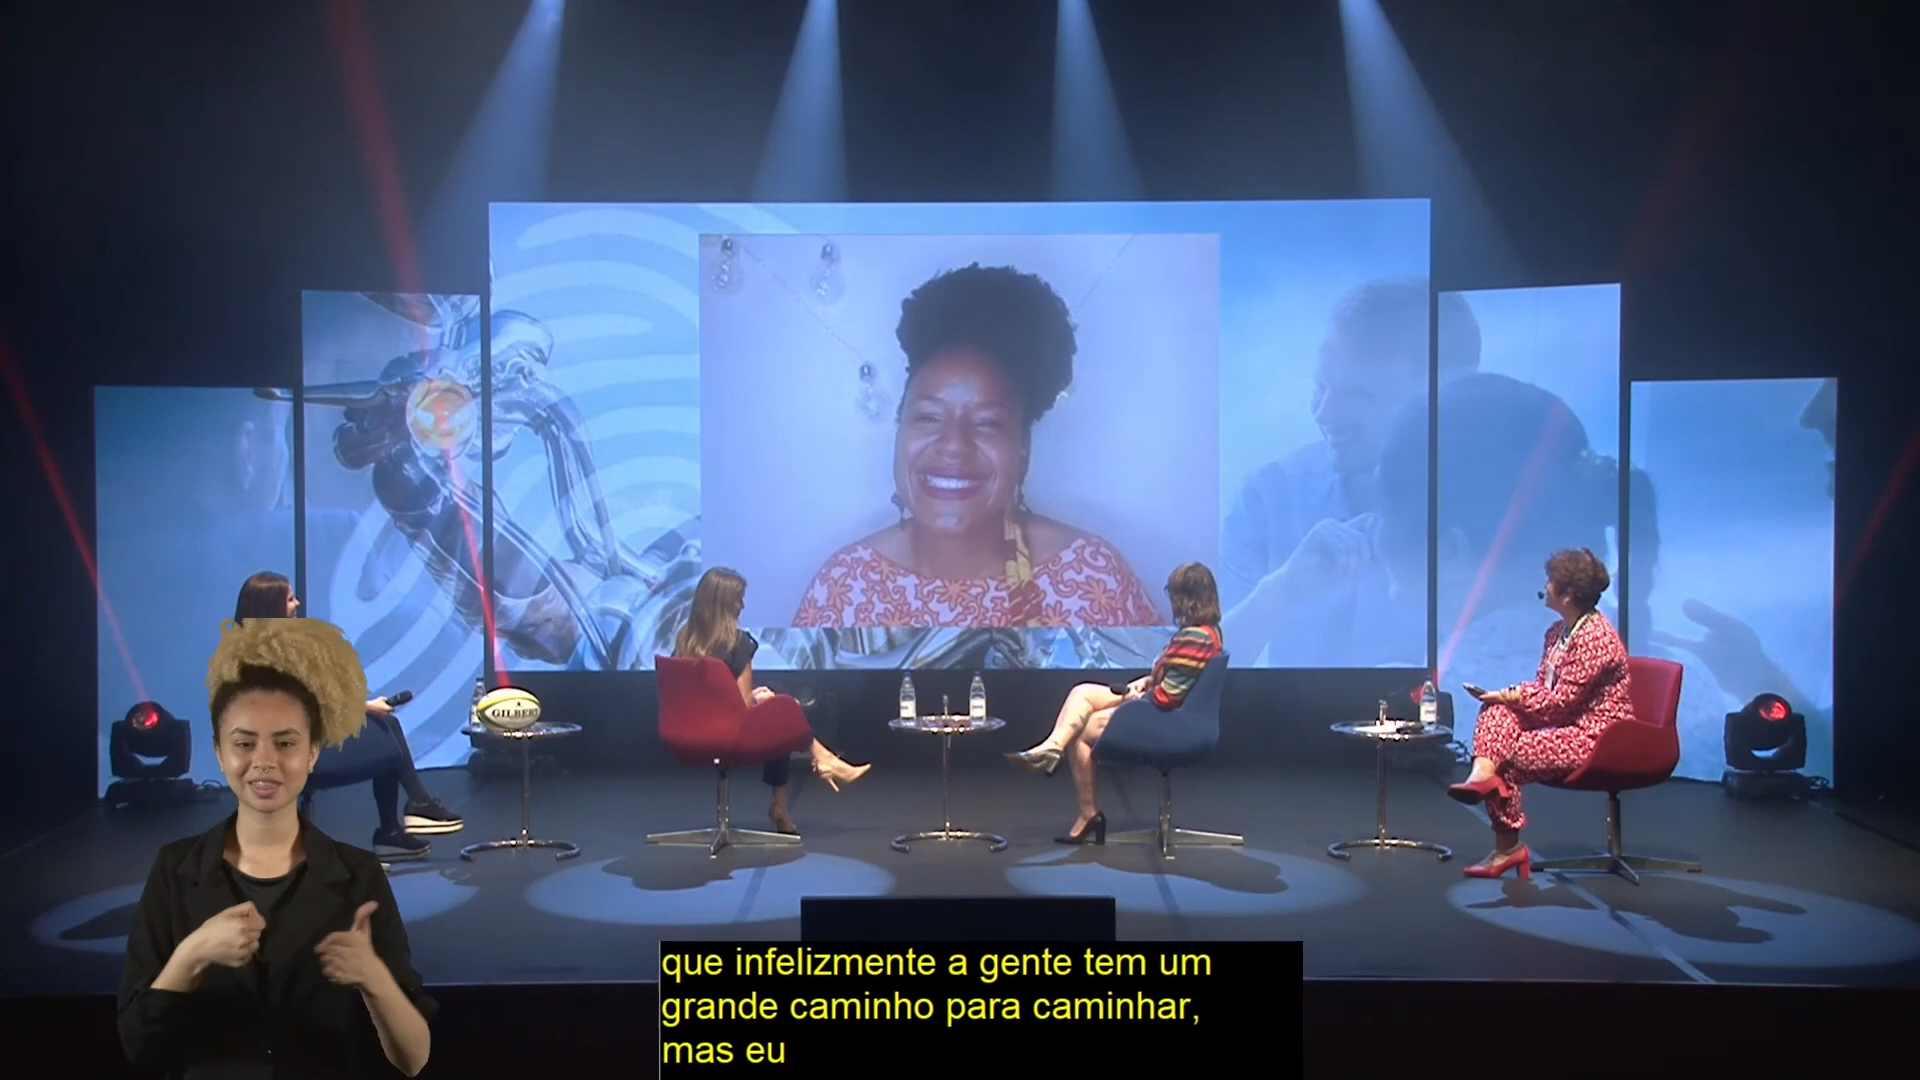 GILBERT
que infelizmente a gente tem um
grande caminho para caminhar,
mas eu